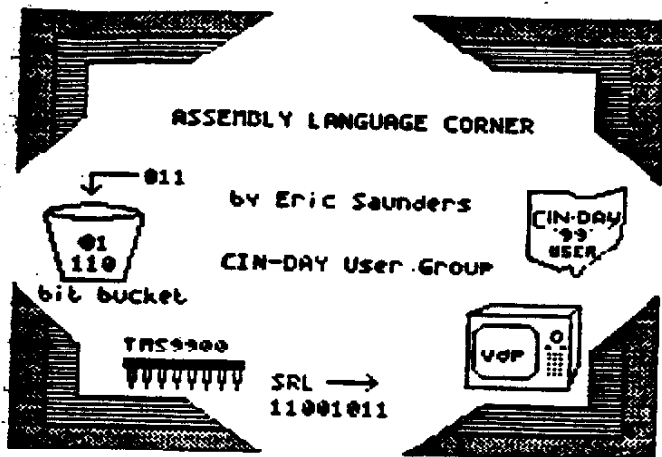 ASSEMBLY LANGUAGE CORNER
011
by Eric Saunders
CIN-DAY
99
USER
01
110
CIN-DAY User Group
bit bucket
TMS9900
VDP
SRL
11001011